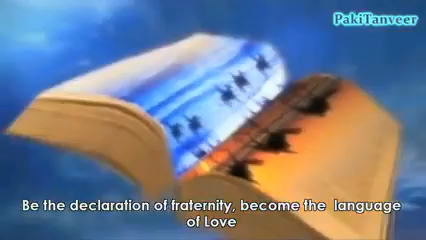 PakiTanveer
Be the declaration of fraternity, become the language
of Love